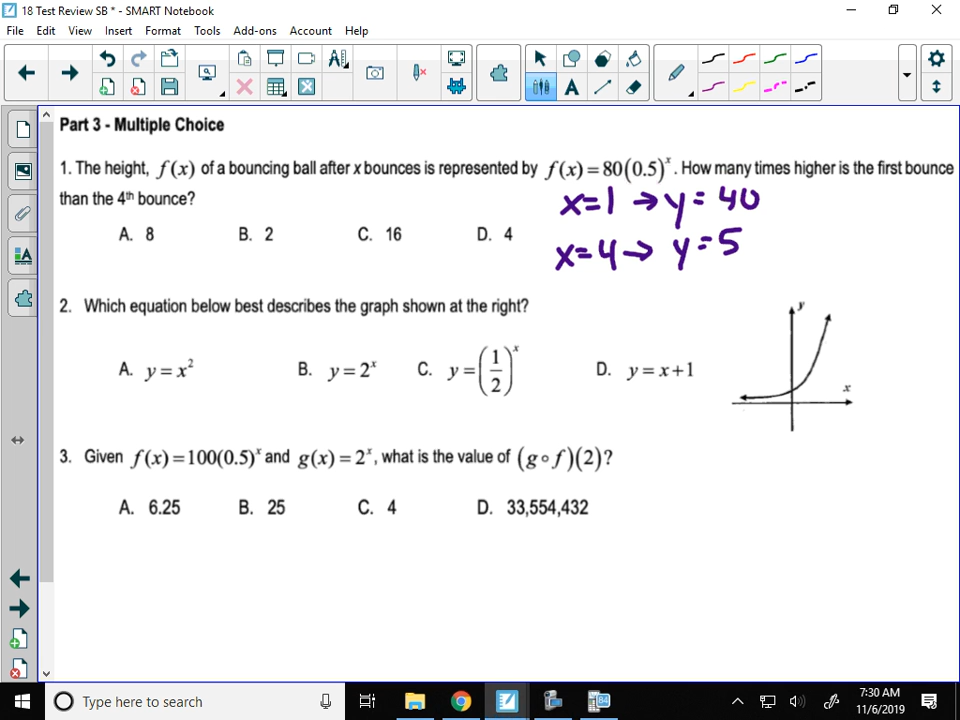 18 Test Review SB * - SMART Notebook
File Edit View Insert Format Tools Add-ons Account Help
Part 3 - Multiple Choice
1. The height, f(x) of a bouncing ball after x bounces is represented by f(x) = 80(0.5)^x. How many times higher is the first bounce
than the 4th bounce?
x=1 → y = 40
A. 8 B. 2 C. 16 D. 4
x=4 → y = 5
2. Which equation below best describes the graph shown at the right?
y
A. y = x² B. y = 2^x C. y = (1/2)^x D. y = x+1
x
3. Given f(x) = 100(0.5)^x and g(x) = 2^x, what is the value of (g∘f)(2)?
A. 6.25 B. 25 C. 4 D. 33,554,432
Type here to search
7:30 AM
11/6/2019